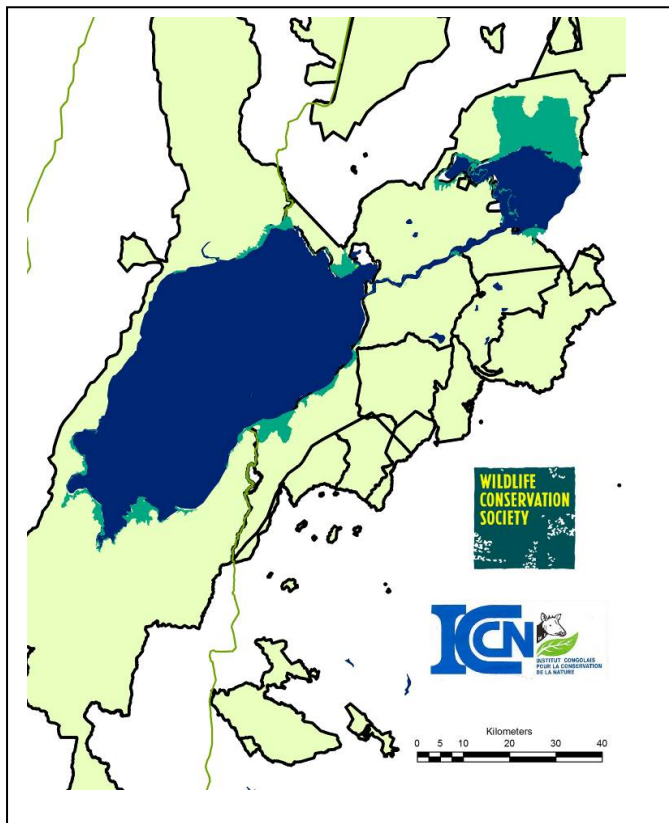 WILDLIFE
CONSERVATION
SOCIETY
ICCN
INSTITUT CONGOLAIS
POUR LA CONSERVATION
DE LA NATURE
Kilometers
0 5 10 20 30 40